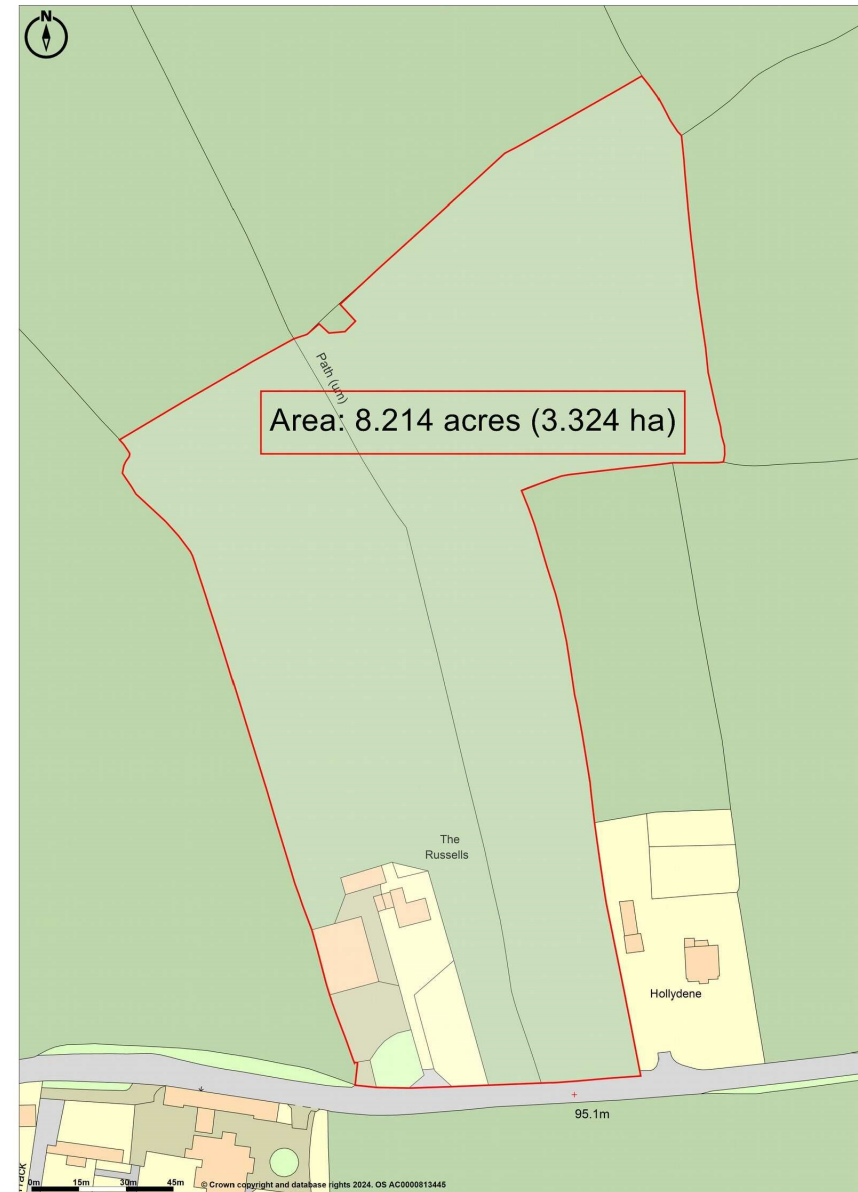 N
Path (um)
Area: 8.214 acres (3.324 ha)
The
Russells
Hollydene
95.1m
Track
0m 15m 30m 45m © Crown copyright and database rights 2024. OS AC0000813445